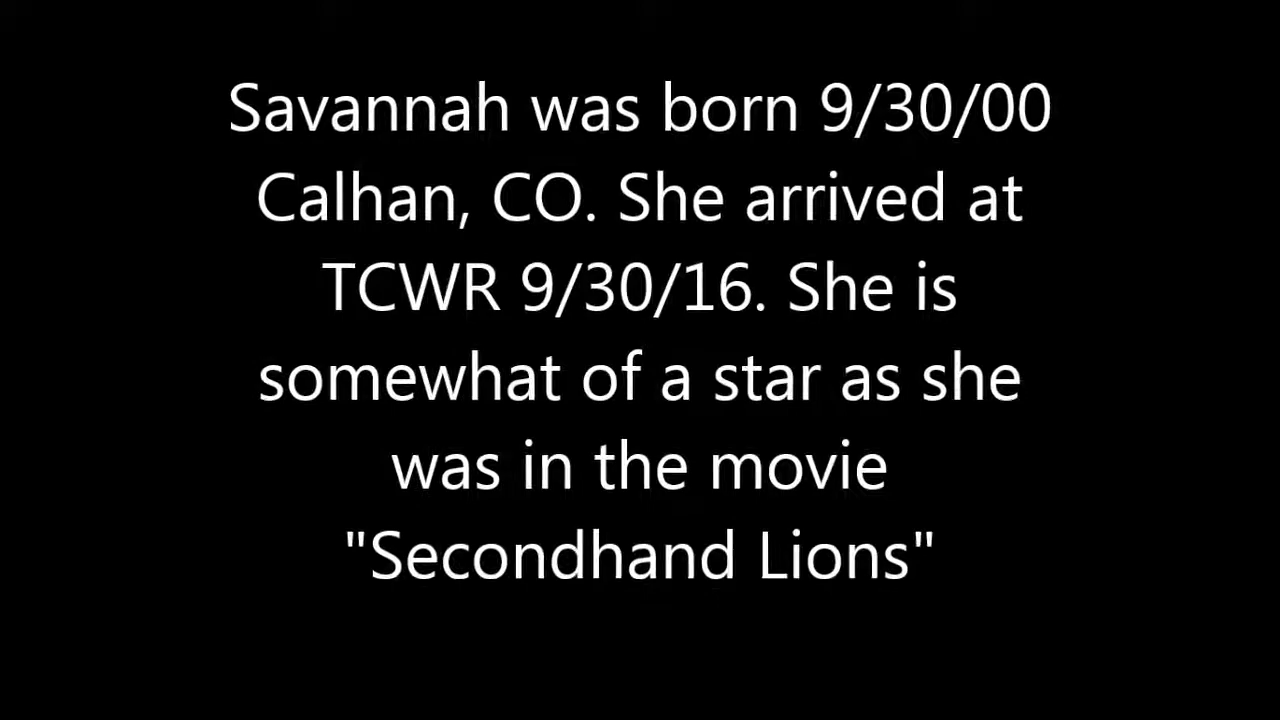 Savannah was born 9/30/00
Calhan, CO. She arrived at
TCWR 9/30/16. She is
somewhat of a star as she
was in the movie
"Secondhand Lions"